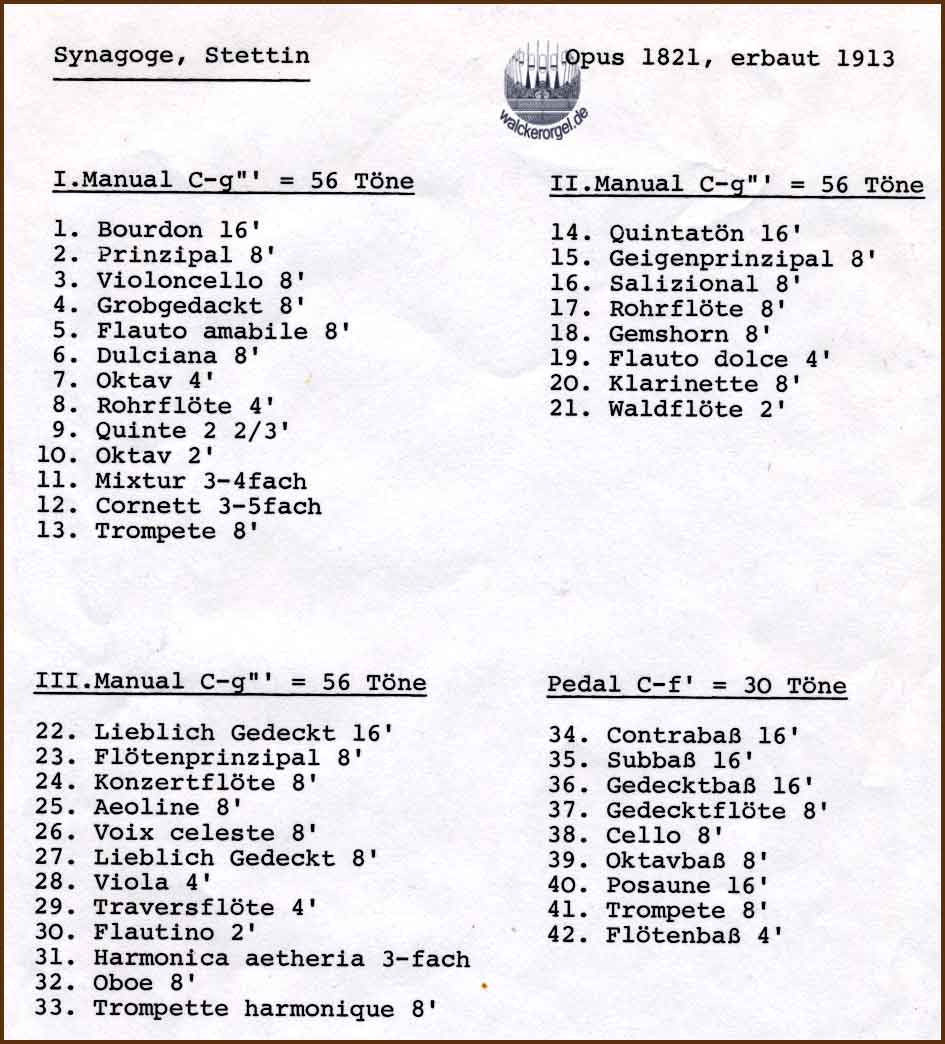 Synagoge, Stettin
Opus 1821, erbaut 1913
walckerorgel.de
I.Manual C-g"' = 56 Töne
1. Bourdon 16'
2. Prinzipal 8'
3. Violoncello 8'
4. Grobgedackt 8'
5. Flauto amabile 8'
6. Dulciana 8'
7. Oktav 4'
8. Rohrflöte 4'
9. Quinte 2 2/3'
10. Oktav 2'
11. Mixtur 3-4fach
12. Cornett 3-5fach
13. Trompete 8'
II.Manual C-g"' = 56 Töne
14. Quintatön 16'
15. Geigenprinzipal 8'
16. Salizional 8'
17. Rohrflöte 8'
18. Gemshorn 8'
19. Flauto dolce 4'
20. Klarinette 8'
21. Waldflöte 2'
III.Manual C-g"' = 56 Töne
22. Lieblich Gedeckt 16'
23. Flötenprinzipal 8'
24. Konzertflöte 8'
25. Aeoline 8'
26. Voix celeste 8'
27. Lieblich Gedeckt 8'
28. Viola 4'
29. Traversflöte 4'
30. Flautino 2'
31. Harmonica aetheria 3-fach
32. Oboe 8'
33. Trompette harmonique 8'
Pedal C-f' = 30 Töne
34. Contrabaß 16'
35. Subbaß 16'
36. Gedecktbaß 16'
37. Gedecktflöte 8'
38. Cello 8'
39. Oktavbaß 8'
40. Posaune 16'
41. Trompete 8'
42. Flötenbaß 4'